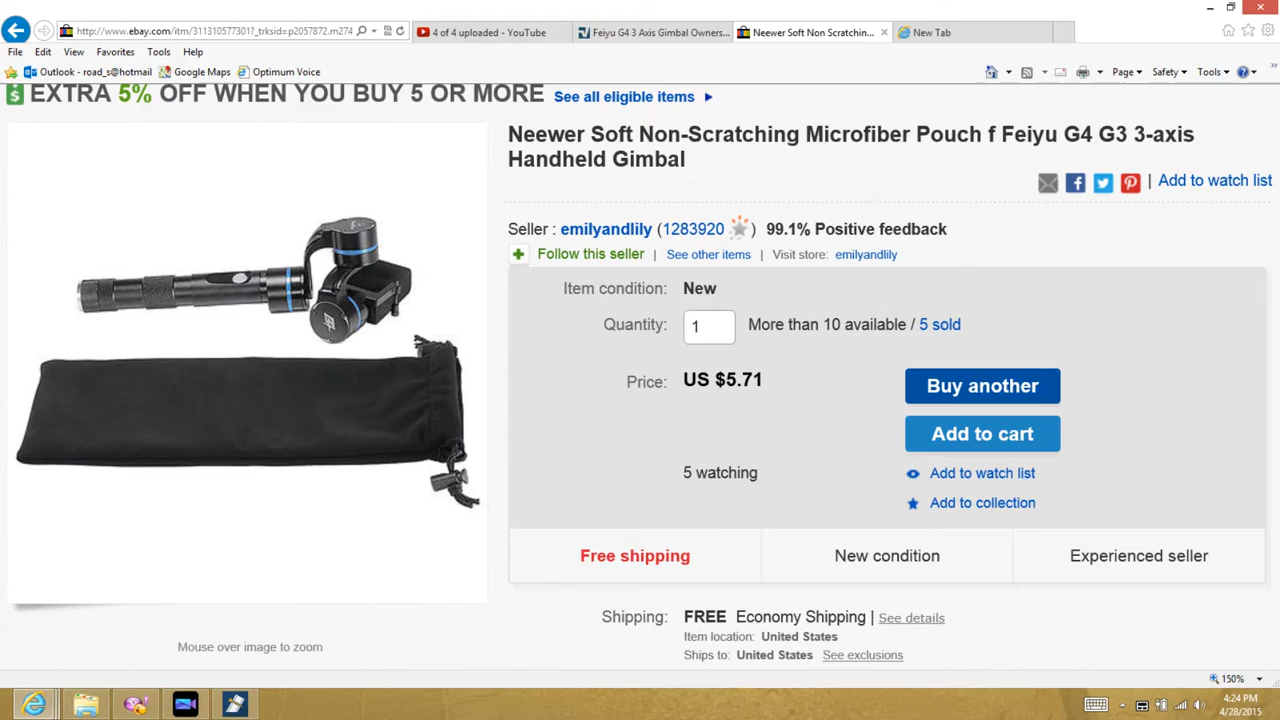 http://www.ebay.com/itm/311310577301?_trksid=p2057872.m274
4 of 4 uploaded - YouTube
Feiyu G4 3 Axis Gimbal Owners...
Neewer Soft Non Scratchin...
New Tab
File Edit View Favorites Tools Help
Outlook - road_s@hotmail
Google Maps
Optimum Voice
Page
Safety
Tools
EXTRA 5% OFF WHEN YOU BUY 5 OR MORE
See all eligible items
Neewer Soft Non-Scratching Microfiber Pouch f Feiyu G4 G3 3-axis
Handheld Gimbal
| Add to watch list
Seller : emilyandlily (1283920 ) 99.1% Positive feedback
Follow this seller | See other items | Visit store: emilyandlily
Item condition: New
Quantity: 1 More than 10 available / 5 sold
Price: US $5.71
Buy another
Add to cart
5 watching
Add to watch list
Add to collection
Free shipping
New condition
Experienced seller
Shipping: FREE Economy Shipping | See details
Item location: United States
Ships to: United States See exclusions
Mouse over image to zoom
150%
4:24 PM
4/28/2015